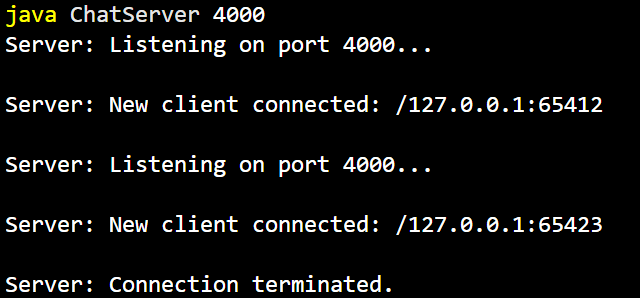 java ChatServer 4000
Server: Listening on port 4000...
Server: New client connected: /127.0.0.1:65412
Server: Listening on port 4000...
Server: New client connected: /127.0.0.1:65423
Server: Connection terminated.